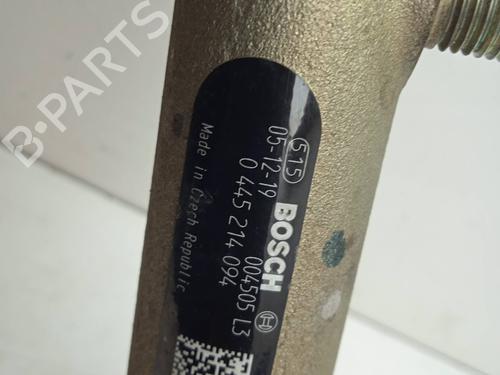 B-PARTS
515 BOSCH
05-12-19 004505 L3
0 445 214 094
Made in Czech Republic